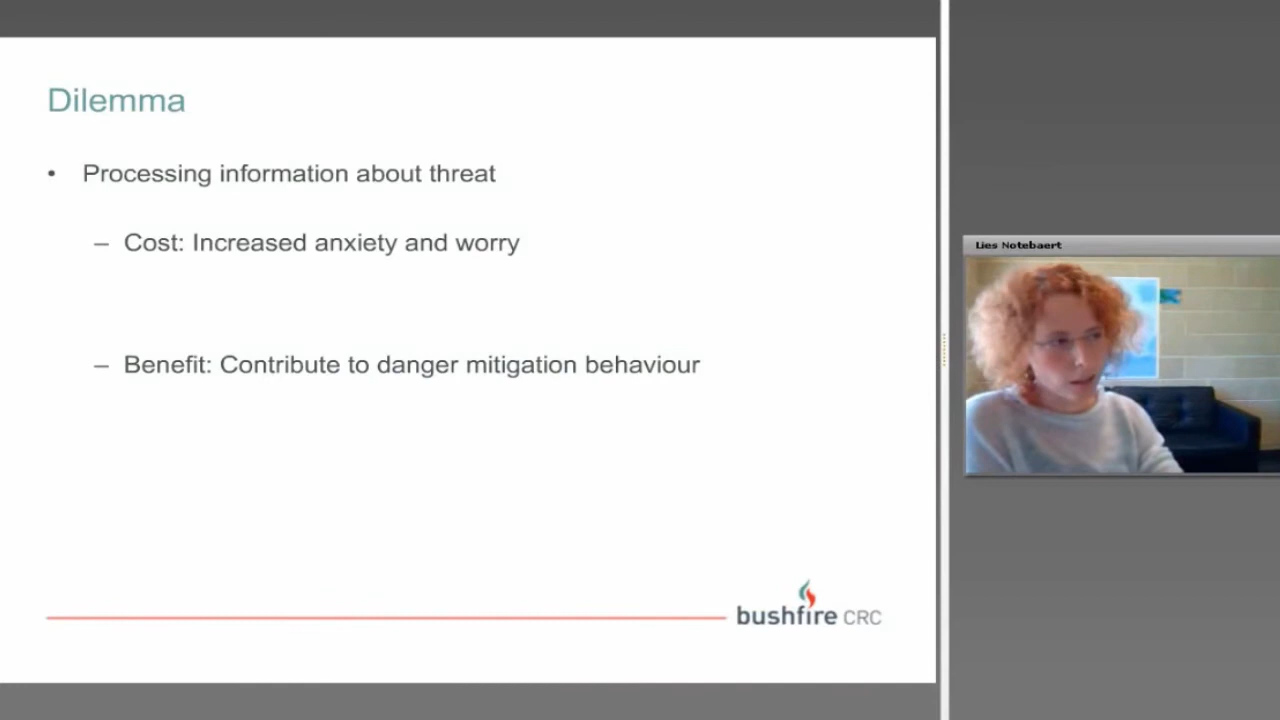 Dilemma
• Processing information about threat
– Cost: Increased anxiety and worry
– Benefit: Contribute to danger mitigation behaviour
bushfire CRC
Lies Notebaert